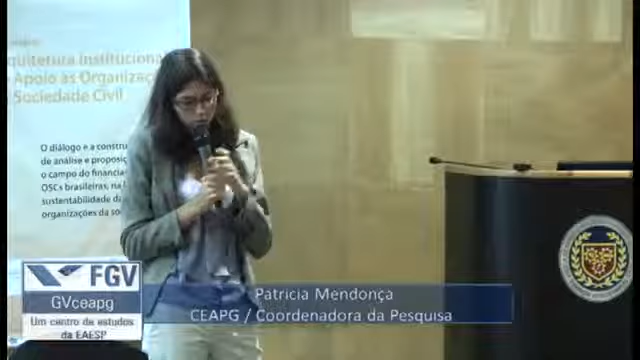 quitetura Institucional
Apoio às Organizaç
Sociedade Civil
O diálogo e a constru
de análise e proposiç
o campo do financia
OSCs brasileiras, na
sustentabilidade da
organizações da so
FGV
GVceapg
Um centro de estudos
da EAESP
Patricia Mendonça
CEAPG / Coordenadora da Pesquisa